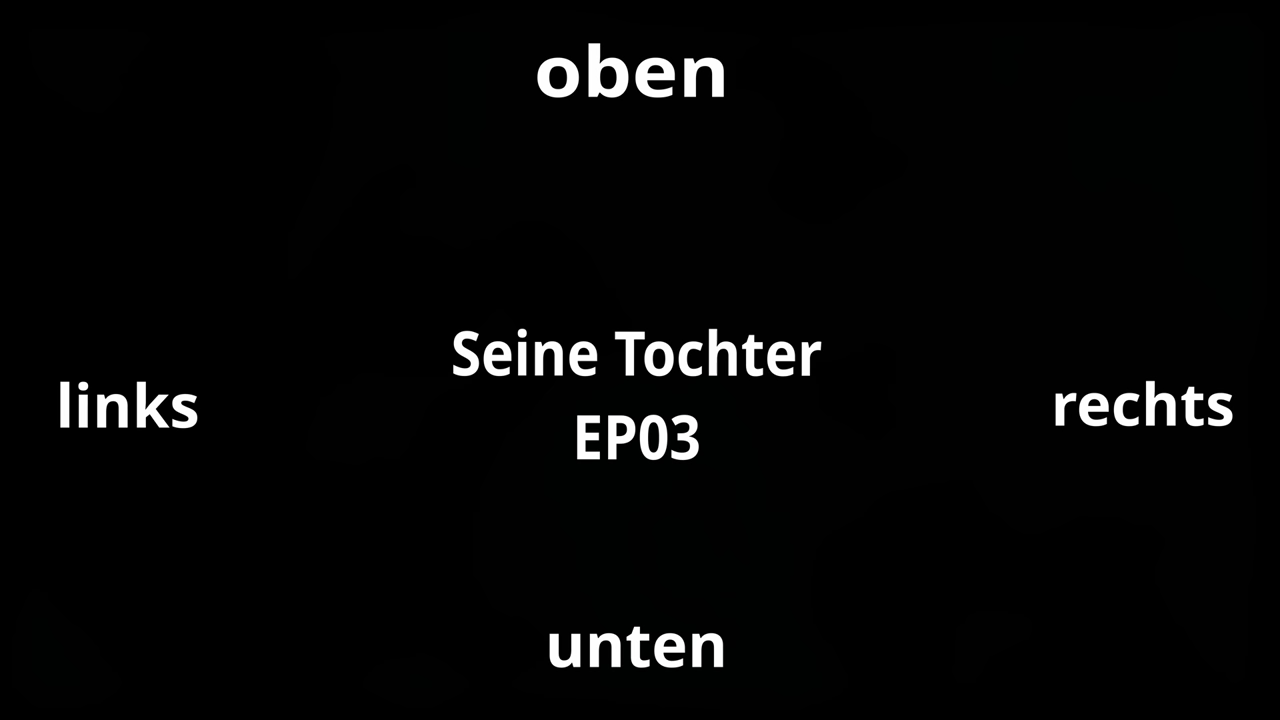 oben
Seine Tochter
links
rechts
EP03
unten